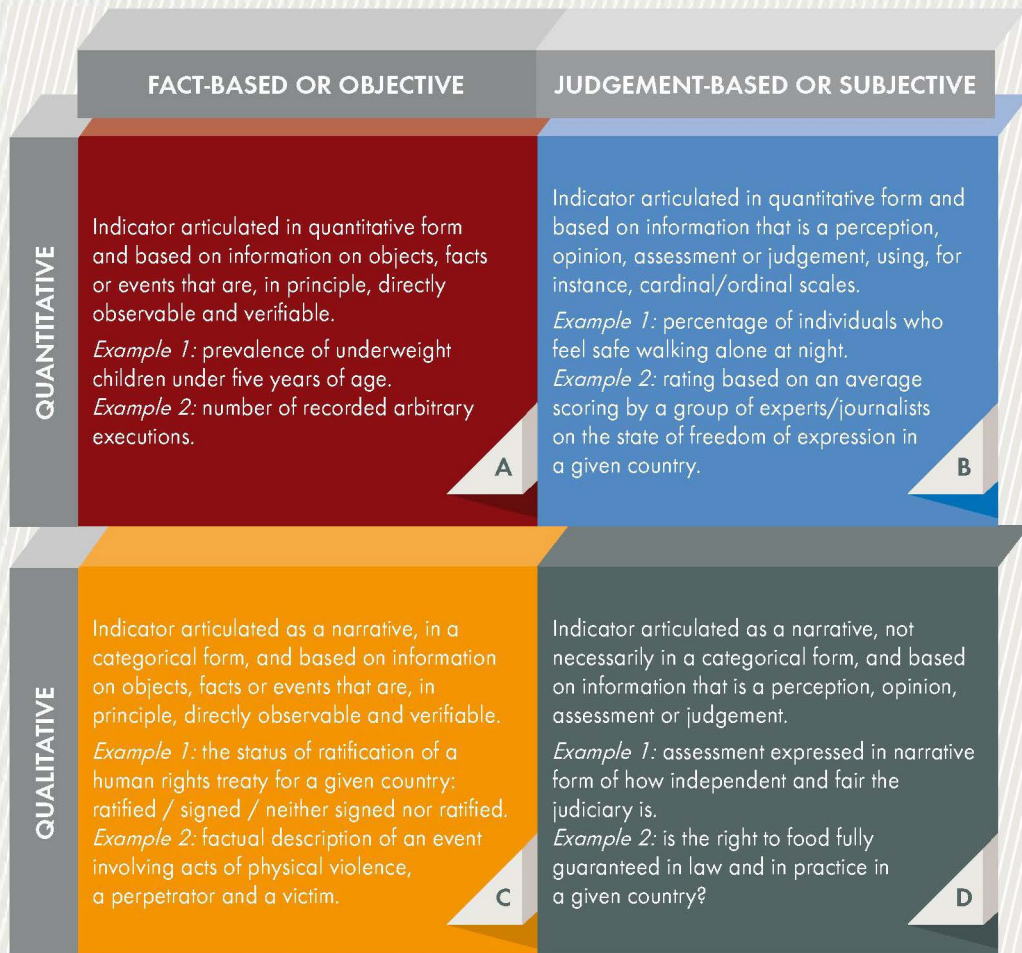 FACT-BASED OR OBJECTIVE
JUDGEMENT-BASED OR SUBJECTIVE
QUANTITATIVE
Indicator articulated in quantitative form
and based on information on objects, facts
or events that are, in principle, directly
observable and verifiable.
Example 1: prevalence of underweight
children under five years of age.
Example 2: number of recorded arbitrary
executions.
A
Indicator articulated in quantitative form and
based on information that is a perception,
opinion, assessment or judgement, using, for
instance, cardinal/ordinal scales.
Example 1: percentage of individuals who
feel safe walking alone at night.
Example 2: rating based on an average
scoring by a group of experts/journalists
on the state of freedom of expression in
a given country.
B
QUALITATIVE
Indicator articulated as a narrative, in a
categorical form, and based on information
on objects, facts or events that are, in
principle, directly observable and verifiable.
Example 1: the status of ratification of a
human rights treaty for a given country:
ratified / signed / neither signed nor ratified.
Example 2: factual description of an event
involving acts of physical violence,
a perpetrator and a victim.
C
Indicator articulated as a narrative, not
necessarily in a categorical form, and based
on information that is a perception, opinion,
assessment or judgement.
Example 1: assessment expressed in narrative
form of how independent and fair the
judiciary is.
Example 2: is the right to food fully
guaranteed in law and in practice in
a given country?
D